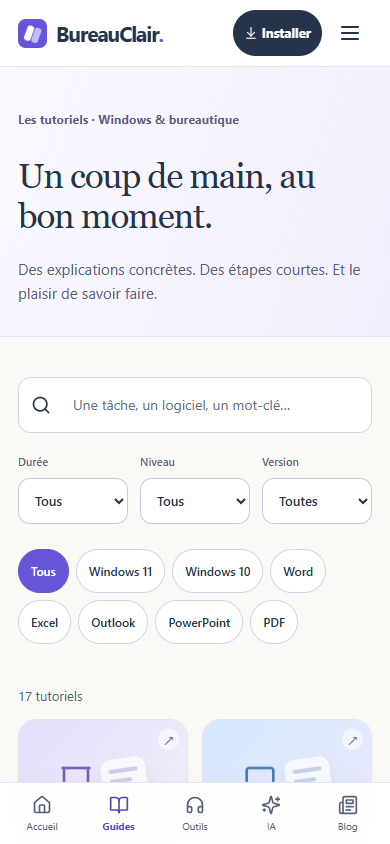 BureauClair.
Installer
Les tutoriels · Windows & bureautique
Un coup de main, au
bon moment.
Des explications concrètes. Des étapes courtes. Et le
plaisir de savoir faire.
Une tâche, un logiciel, un mot-clé...
Durée
Niveau
Version
Tous
Tous
Toutes
Tous
Windows 11
Windows 10
Word
Excel
Outlook
PowerPoint
PDF
17 tutoriels
Accueil
Guides
Outils
IA
Blog